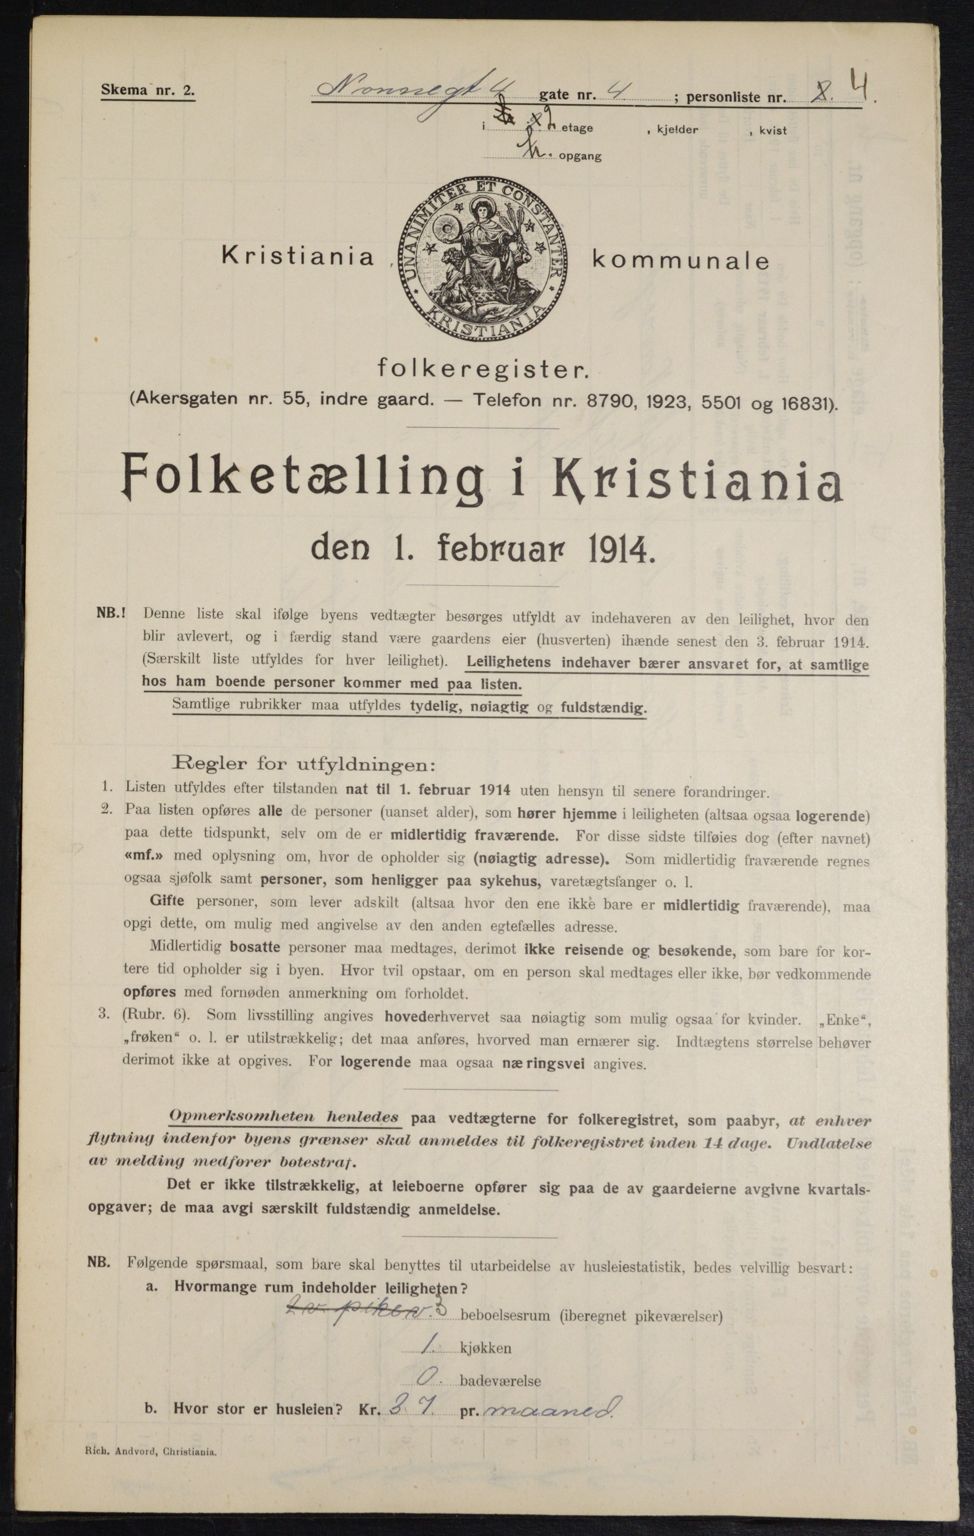 Skema nr. 2.
Nonnegt 4 gate nr. 4 ; personliste nr. 8. 4.
i 2 etage , kjelder , kvist
h. opgang
UNANIMITER ET CONSTANTER
KRISTIANIA
Kristiania kommunale
folkeregister.
(Akersgaten nr. 55, indre gaard. — Telefon nr. 8790, 1923, 5501 og 16831).
Folketælling i Kristiania
den 1. februar 1914.
NB.! Denne liste skal ifølge byens vedtægter besørges utfyldt av indehaveren av den leilighet, hvor den
blir avlevert, og i færdig stand være gaardens eier (husverten) ihænde senest den 3. februar 1914.
(Særskilt liste utfyldes for hver leilighet). Leilighetens indehaver bærer ansvaret for, at samtlige
hos ham boende personer kommer med paa listen.
Samtlige rubrikker maa utfyldes tydelig, nøiagtig og fuldstændig.
Regler for utfyldningen:
1. Listen utfyldes efter tilstanden nat til 1. februar 1914 uten hensyn til senere forandringer.
2. Paa listen opføres alle de personer (uanset alder), som hører hjemme i leiligheten (altsaa ogsaa logerende)
paa dette tidspunkt, selv om de er midlertidig fraværende. For disse sidste tilføies dog (efter navnet)
«mf.» med oplysning om, hvor de opholder sig (nøiagtig adresse). Som midlertidig fraværende regnes
ogsaa sjøfolk samt personer, som henligger paa sykehus, varetægtsfanger o. l.
Gifte personer, som lever adskilt (altsaa hvor den ene ikke bare er midlertidig fraværende), maa
opgi dette, om mulig med angivelse av den anden egtefælles adresse.
Midlertidig bosatte personer maa medtages, derimot ikke reisende og besøkende, som bare for kor-
tere tid opholder sig i byen. Hvor tvil opstaar, om en person skal medtages eller ikke, bør vedkommende
opføres med fornøden anmerkning om forholdet.
3. (Rubr. 6). Som livsstilling angives hovederhvervet saa nøiagtig som mulig ogsaa for kvinder. „Enke“,
„frøken“ o. l. er utilstrækkelig; det maa anføres, hvorved man ernærer sig. Indtægtens størrelse behøver
derimot ikke at opgives. For logerende maa ogsaa næringsvei angives.
Opmerksomheten henledes paa vedtægterne for folkeregistret, som paabyr, at enhver
flytning indenfor byens grænser skal anmeldes til folkeregistret inden 14 dage. Undlatelse
av melding medfører bøtestraf.
Det er ikke tilstrækkelig, at leieboerne opfører sig paa de av gaardeierne avgivne kvartals-
opgaver; de maa avgi særskilt fuldstændig anmeldelse.
NB. Følgende spørsmaal, som bare skal benyttes til utarbeidelse av husleiestatistik, bedes velvillig besvart:
a. Hvormange rum indeholder leiligheten?
3 beboelsesrum (iberegnet pikeværelser)
1. kjøkken
0. badeværelse
b. Hvor stor er husleien? Kr. 37. pr. maaned.
Rich. Andvord, Christiania.